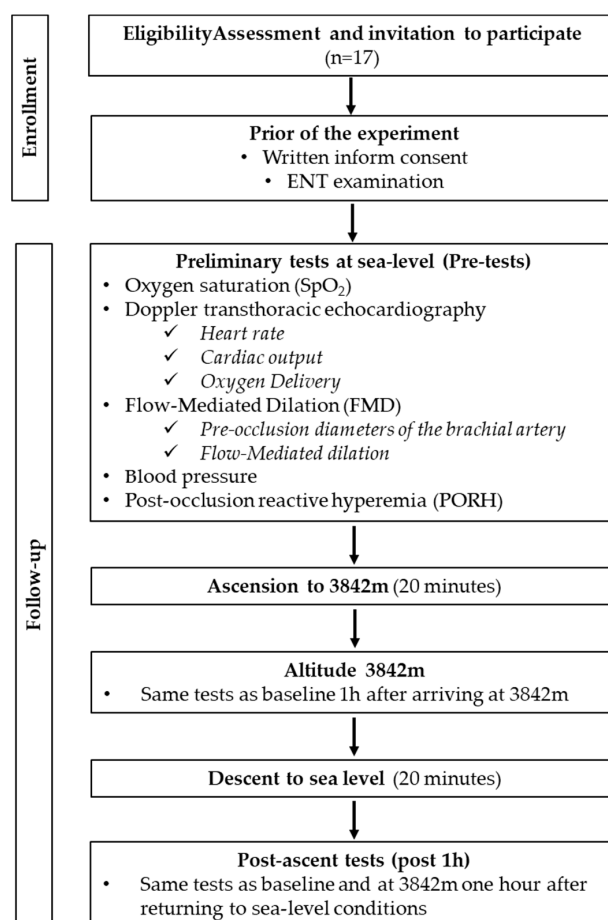 Enrollment
Eligibility Assessment and invitation to participate
(n=17)
Prior of the experiment
• Written inform consent
• ENT examination
Follow-up
Preliminary tests at sea-level (Pre-tests)
• Oxygen saturation (SpO₂)
• Doppler transthoracic echocardiography
✓ Heart rate
✓ Cardiac output
✓ Oxygen Delivery
• Flow-Mediated Dilation (FMD)
✓ Pre-occlusion diameters of the brachial artery
✓ Flow-Mediated dilation
• Blood pressure
• Post-occlusion reactive hyperemia (PORH)
Ascension to 3842m (20 minutes)
Altitude 3842m
• Same tests as baseline 1h after arriving at 3842m
Descent to sea level (20 minutes)
Post-ascent tests (post 1h)
• Same tests as baseline and at 3842m one hour after
returning to sea-level conditions